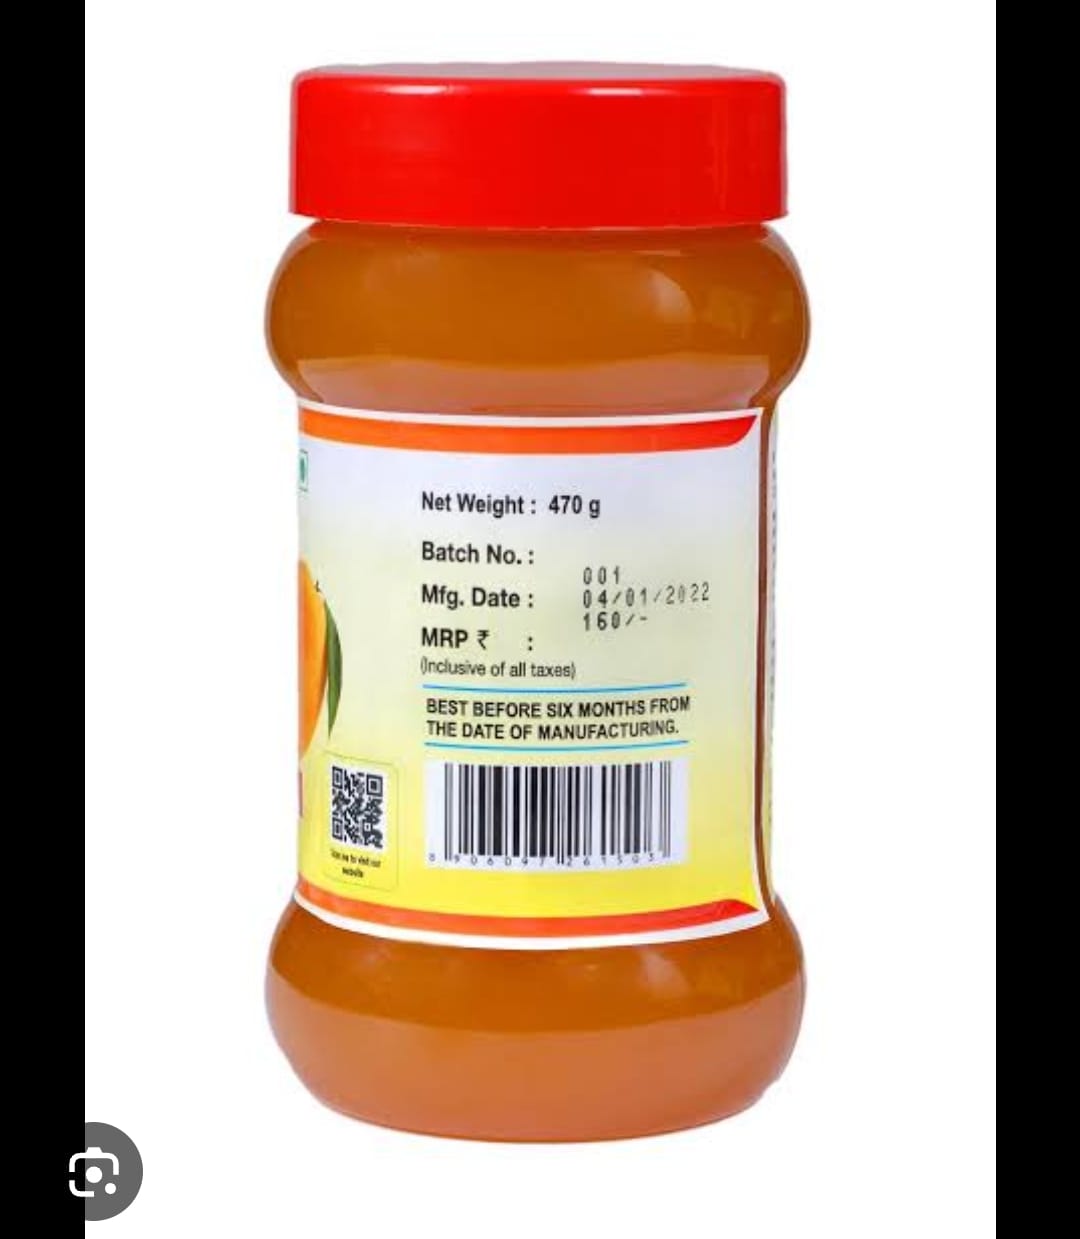 Net Weight : 470 g
Batch No. :
001
Mfg. Date : 04/01/2022
160/-
MRP ₹ :
(Inclusive of all taxes)
BEST BEFORE SIX MONTHS FROM
THE DATE OF MANUFACTURING.